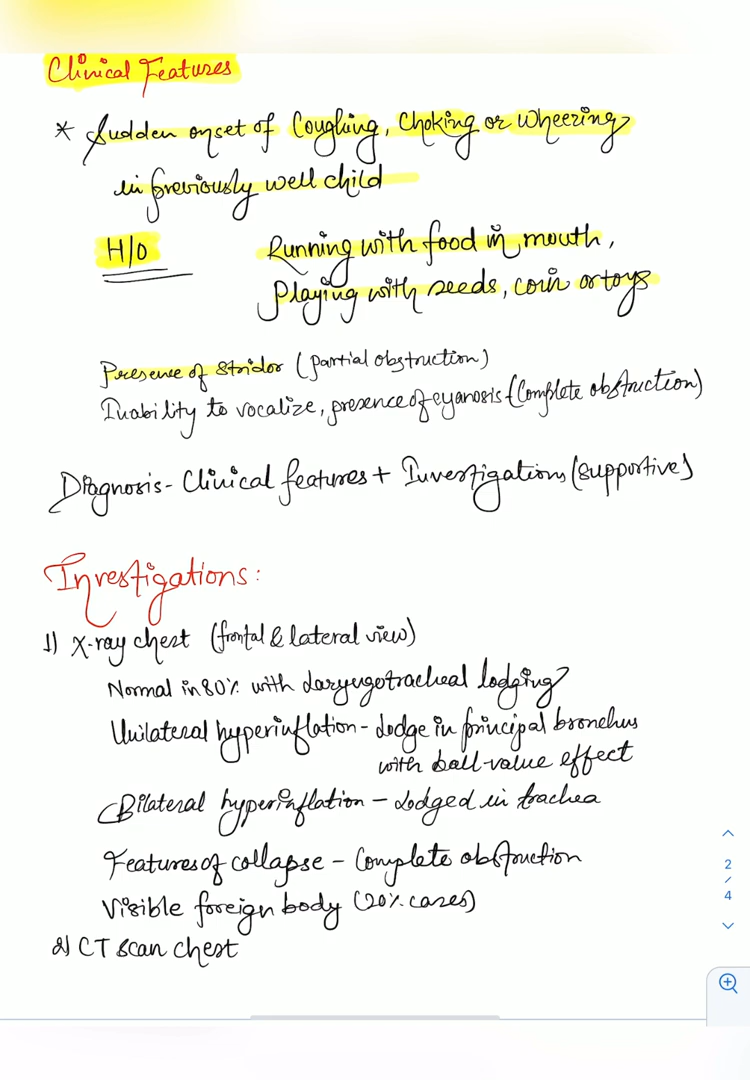 Clinical Features
* Sudden onset of Coughing, Choking or Wheezing
in previously well child
H/O
Running with food in mouth,
Playing with seeds, coin or toys
Presence of Stridor (partial obstruction)
Inability to vocalize, presence of cyanosis (Complete obstruction)
Diagnosis - Clinical features + Investigations (supportive)
Investigations:
1) X-ray chest (frontal & lateral view)
Normal in 80% with Laryngotracheal lodging
Unilateral hyperinflation - Lodge in principal bronchus
with ball-valve effect
Bilateral hyperinflation - Lodged in trachea
Features of collapse - Complete obstruction
Visible foreign body (20% cases)
2) CT scan chest
2
/
4